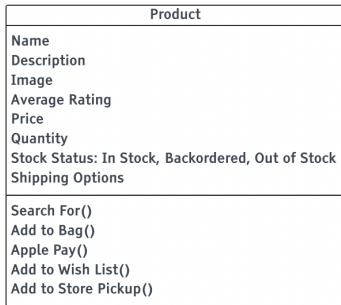 Product
Name
Description
Image
Average Rating
Price
Quantity
Stock Status: In Stock, Backordered, Out of Stock
Shipping Options
Search For()
Add to Bag()
Apple Pay()
Add to Wish List()
Add to Store Pickup()